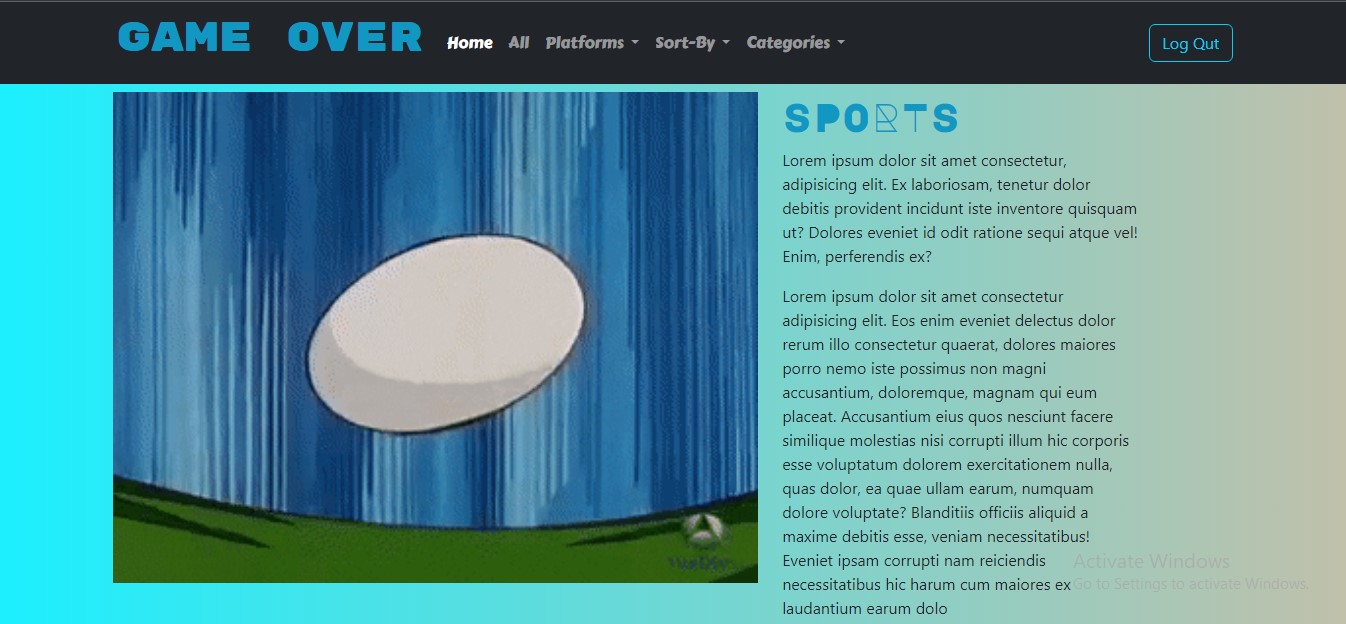 GAME OVER
Home All Platforms Sort-By Categories
Log Qut
SPORTS
Lorem ipsum dolor sit amet consectetur,
adipisicing elit. Ex laboriosam, tenetur dolor
debitis provident incidunt iste inventore quisquam
ut? Dolores eveniet id odit ratione sequi atque vel!
Enim, perferendis ex?
Lorem ipsum dolor sit amet consectetur
adipisicing elit. Eos enim eveniet delectus dolor
rerum illo consectetur quaerat, dolores maiores
porro nemo iste possimus non magni
accusantium, doloremque, magnam qui eum
placeat. Accusantium eius quos nesciunt facere
similique molestias nisi corrupti illum hic corporis
esse voluptatum dolorem exercitationem nulla,
quas dolor, ea quae ullam earum, numquam
dolore voluptate? Blanditiis officiis aliquid a
maxime debitis esse, veniam necessitatibus!
Eveniet ipsam corrupti nam reiciendis
necessitatibus hic harum cum maiores ex
laudantium earum dolo
Activate Windows
Go to Settings to activate Windows.